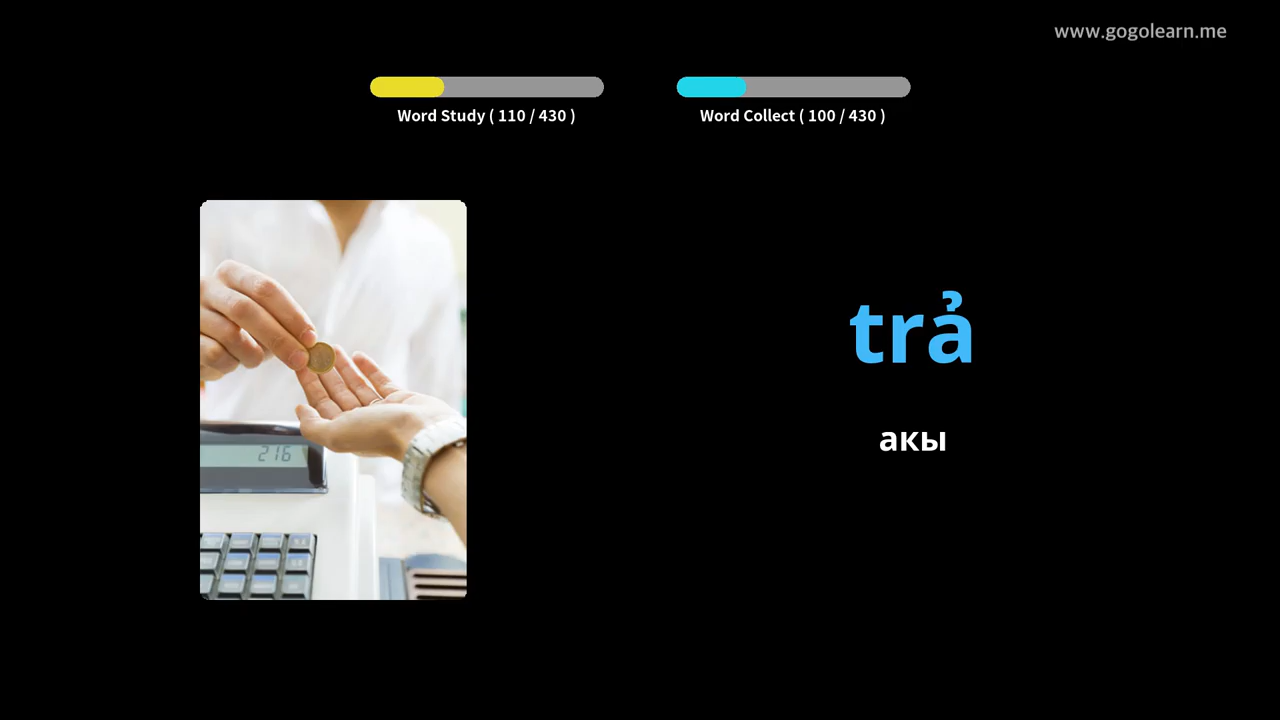 www.gogolearn.me
Word Study ( 110 / 430 )
Word Collect ( 100 / 430 )
trả
акы
216